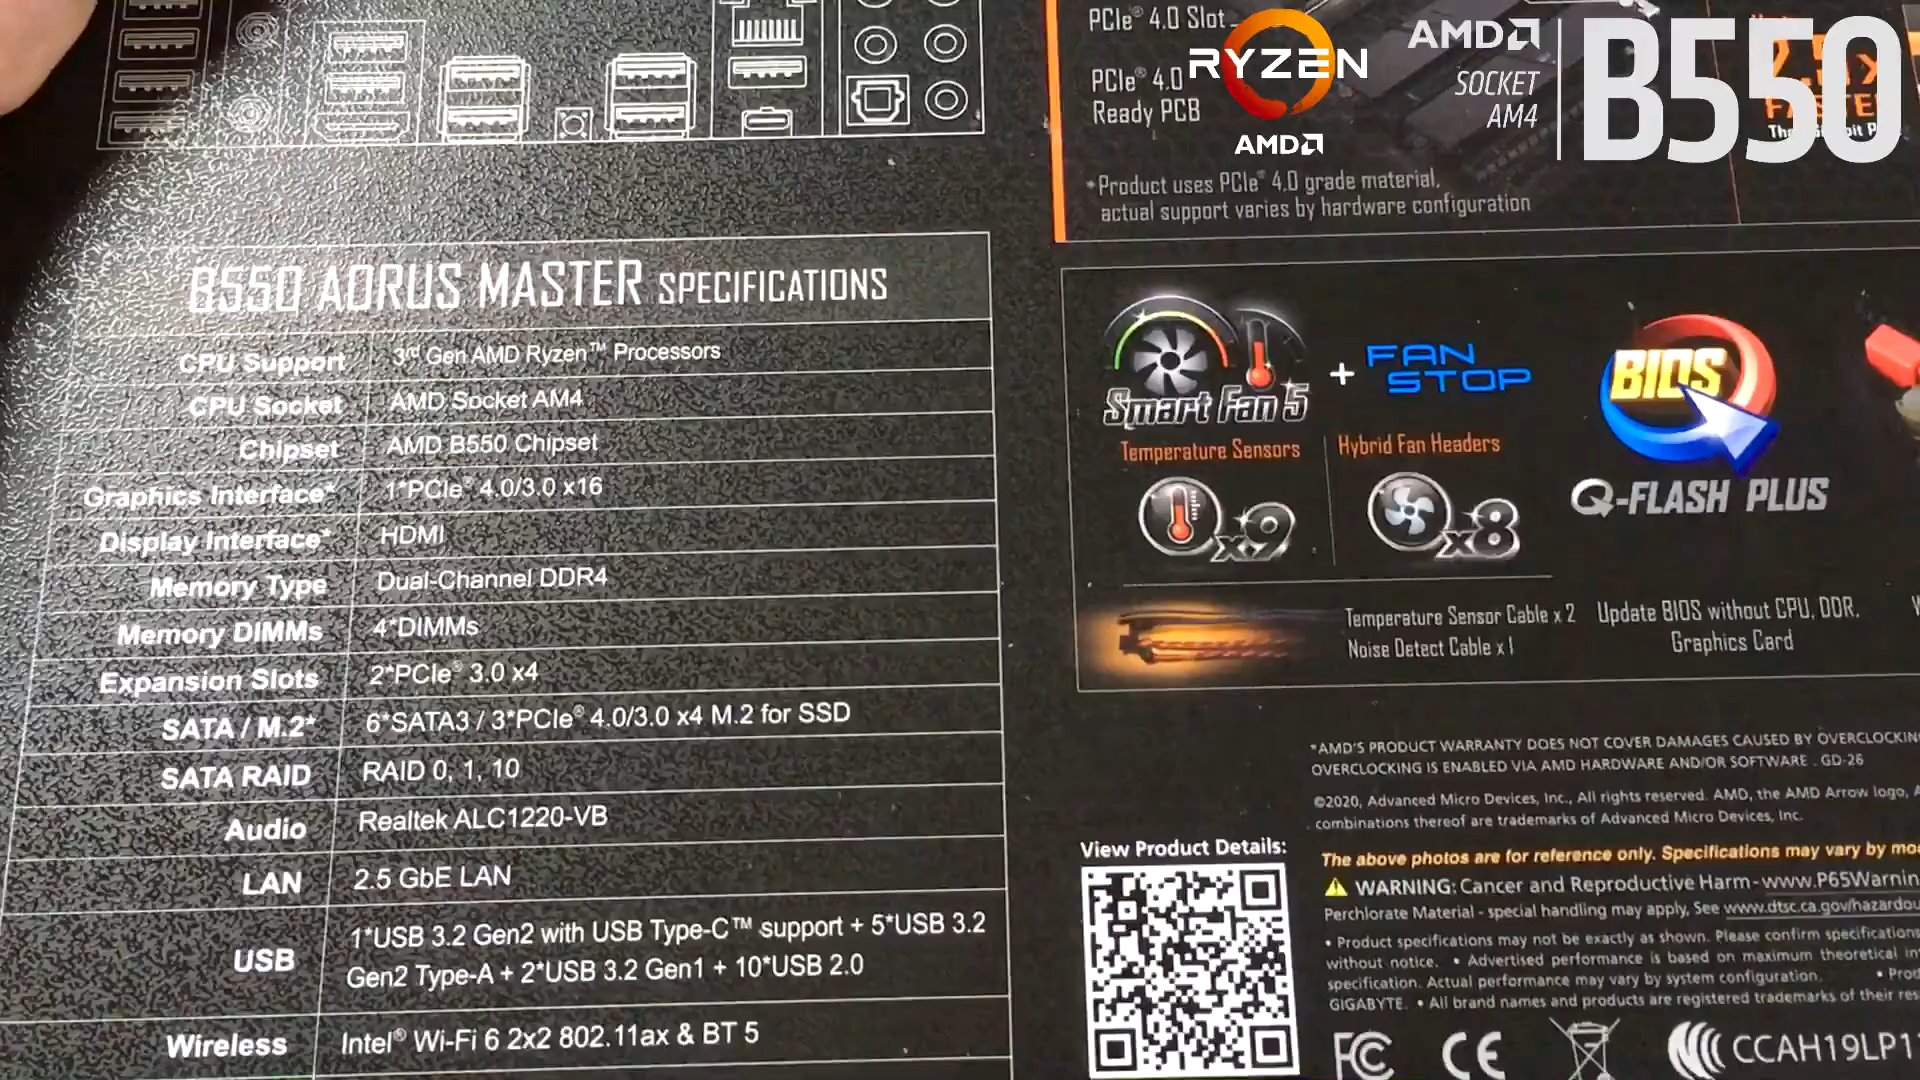 PCIe® 4.0 Slot
PCIe® 4.0
Ready PCB
RYZEN
AMD
AMD
SOCKET
AM4
B550
FASTER
*Product uses PCIe® 4.0 grade material,
actual support varies by hardware configuration
B550 AORUS MASTER SPECIFICATIONS
CPU Support 3rd Gen AMD Ryzen™ Processors
CPU Socket AMD Socket AM4
Chipset AMD B550 Chipset
Graphics Interface* 1*PCIe® 4.0/3.0 x16
Display Interface* HDMI
Memory Type Dual-Channel DDR4
Memory DIMMs 4*DIMMs
Expansion Slots 2*PCIe® 3.0 x4
SATA / M.2* 6*SATA3 / 3*PCIe® 4.0/3.0 x4 M.2 for SSD
SATA RAID RAID 0, 1, 10
Audio Realtek ALC1220-VB
LAN 2.5 GbE LAN
USB 1*USB 3.2 Gen2 with USB Type-C™ support + 5*USB 3.2
Gen2 Type-A + 2*USB 3.2 Gen1 + 10*USB 2.0
Wireless Intel® Wi-Fi 6 2x2 802.11ax & BT 5
Smart Fan 5 + FAN STOP
Temperature Sensors
x9
Hybrid Fan Headers
x8
Temperature Sensor Cable x 2
Noise Detect Cable x 1
BIOS
Q-FLASH PLUS
Update BIOS without CPU, DDR,
Graphics Card
*AMD'S PRODUCT WARRANTY DOES NOT COVER DAMAGES CAUSED BY OVERCLOCKING
OVERCLOCKING IS ENABLED VIA AMD HARDWARE AND/OR SOFTWARE . GD-26
©2020, Advanced Micro Devices, Inc., All rights reserved. AMD, the AMD Arrow logo, A
combinations thereof are trademarks of Advanced Micro Devices, Inc.
View Product Details:
The above photos are for reference only. Specifications may vary by mo
WARNING: Cancer and Reproductive Harm - www.P65Warnin
Perchlorate Material - special handling may apply, See www.dtsc.ca.gov/hazardou
• Product specifications may not be exactly as shown. Please confirm specifications
without notice. • Advertised performance is based on maximum theoretical in
specification. Actual performance may vary by system configuration. • Prod
GIGABYTE. • All brand names and products are registered trademarks of their res
FC CE CCAH19LP11